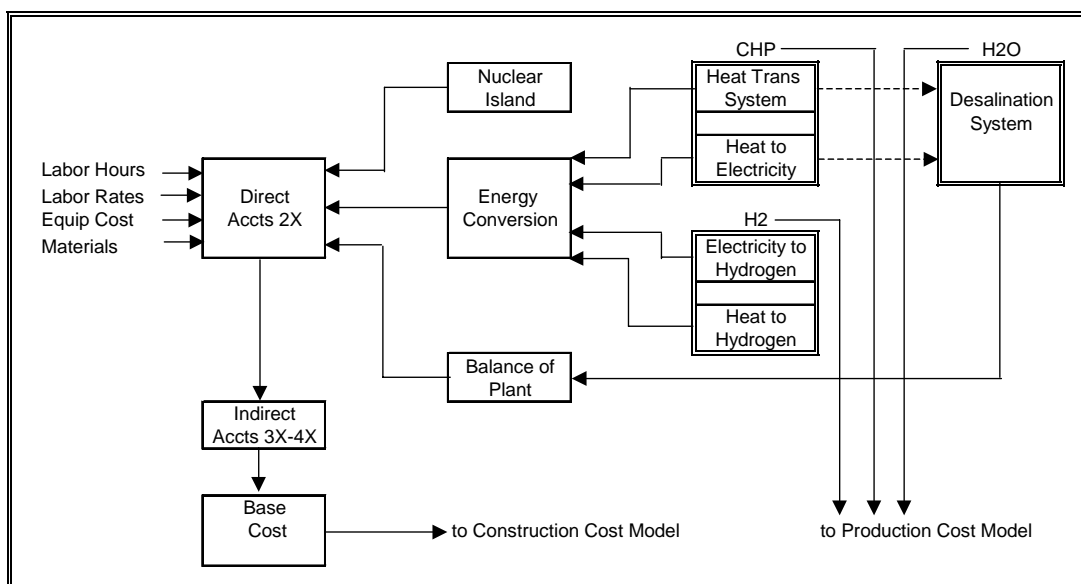 CHP
H2O
Nuclear
Island
Heat Trans
System
Desalination
System
Labor Hours
Labor Rates
Equip Cost
Materials
Direct
Accts 2X
Energy
Conversion
Heat to
Electricity
H2
Electricity to
Hydrogen
Heat to
Hydrogen
Balance of
Plant
Indirect
Accts 3X-4X
Base
Cost
to Construction Cost Model
to Production Cost Model